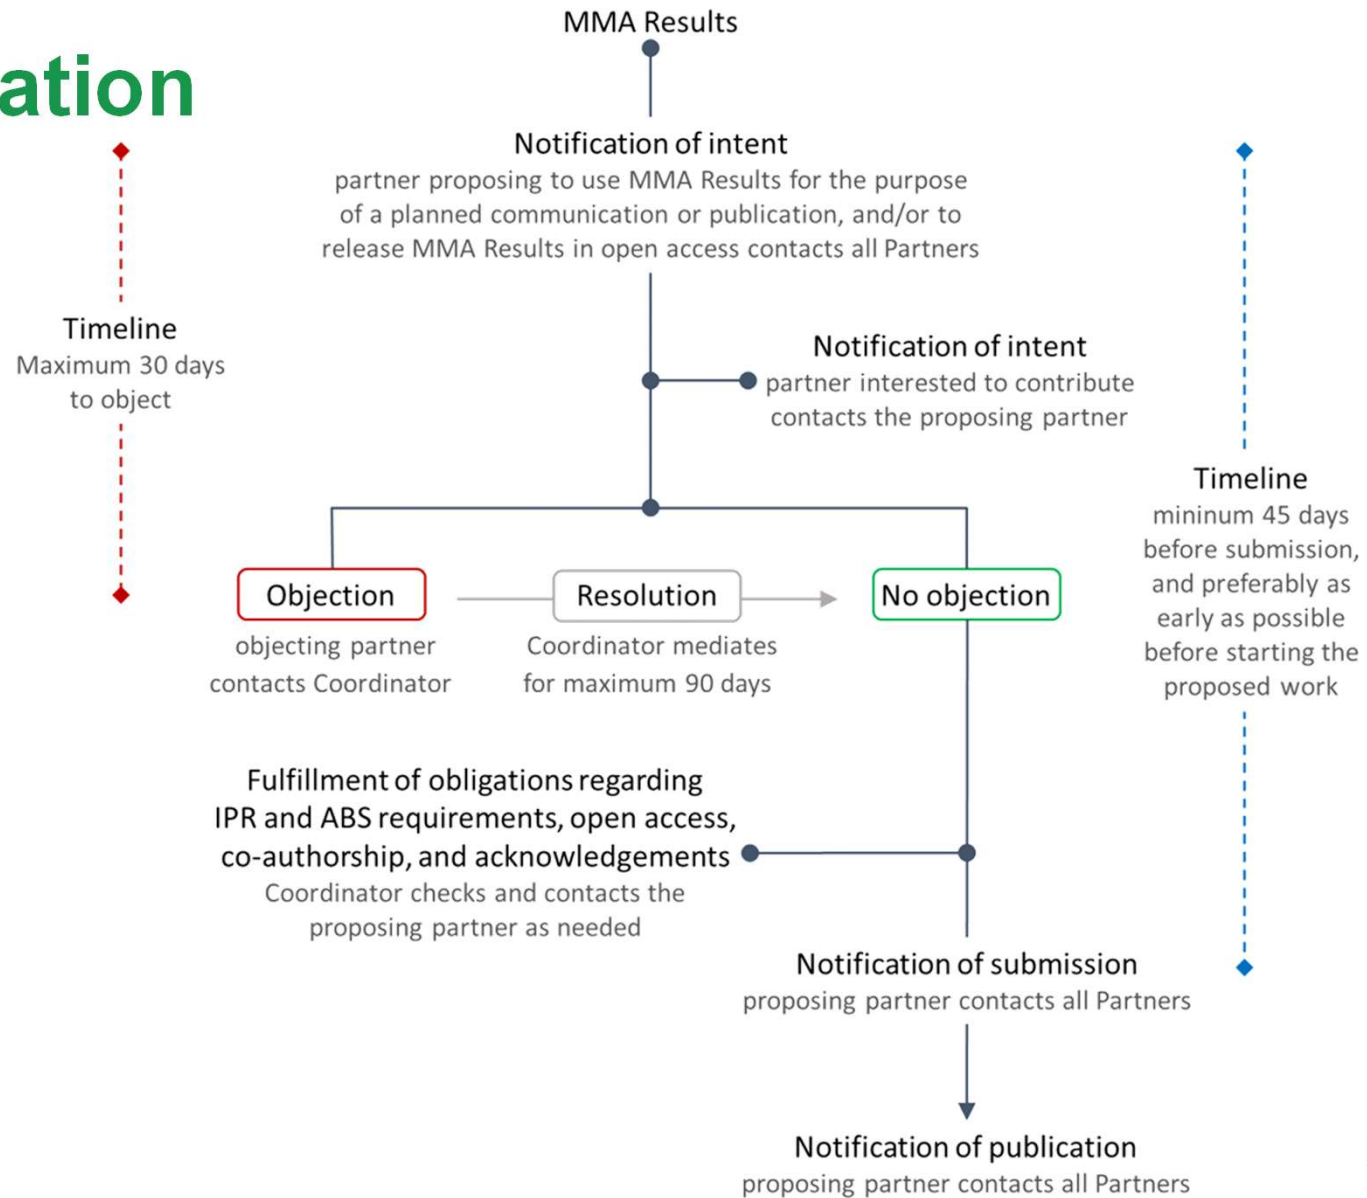 MMA Results
ation
Notification of intent
partner proposing to use MMA Results for the purpose
of a planned communication or publication, and/or to
release MMA Results in open access contacts all Partners
Timeline
Maximum 30 days
to object
Notification of intent
partner interested to contribute
contacts the proposing partner
Timeline
mininum 45 days
before submission,
and preferably as
early as possible
before starting the
proposed work
Objection
objecting partner
contacts Coordinator
Resolution
Coordinator mediates
for maximum 90 days
No objection
Fulfillment of obligations regarding
IPR and ABS requirements, open access,
co-authorship, and acknowledgements
Coordinator checks and contacts the
proposing partner as needed
Notification of submission
proposing partner contacts all Partners
Notification of publication
proposing partner contacts all Partners